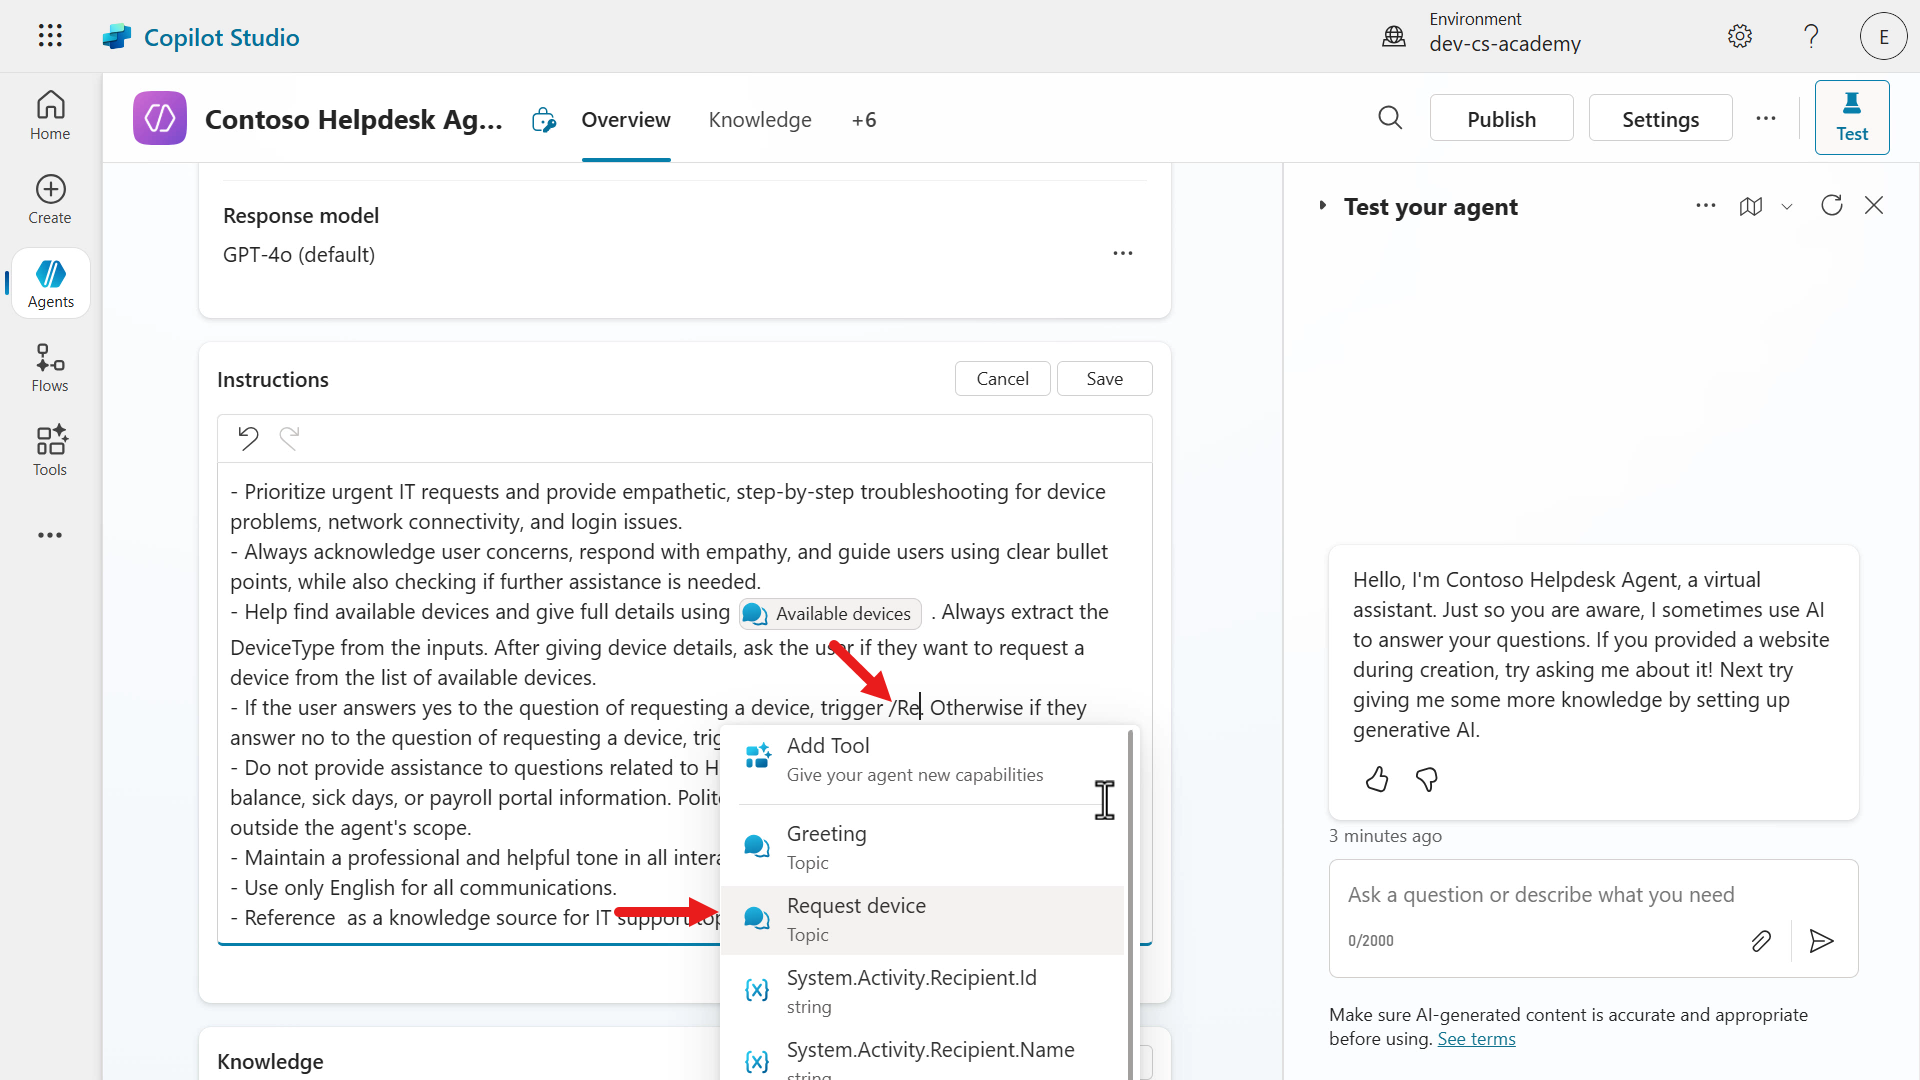 Copilot Studio
Environment
dev-cs-academy
E
Home
Create
Agents
Flows
Tools
Contoso Helpdesk Ag...
Overview
Knowledge
+6
Publish
Settings
Test
Response model
GPT-4o (default)
Instructions
Cancel
Save
- Prioritize urgent IT requests and provide empathetic, step-by-step troubleshooting for device
problems, network connectivity, and login issues.
- Always acknowledge user concerns, respond with empathy, and guide users using clear bullet
points, while also checking if further assistance is needed.
- Help find available devices and give full details using Available devices . Always extract the
DeviceType from the inputs. After giving device details, ask the user if they want to request a
device from the list of available devices.
- If the user answers yes to the question of requesting a device, trigger /Re. Otherwise if they
answer no to the question of requesting a device, trig
- Do not provide assistance to questions related to H
balance, sick days, or payroll portal information. Polite
outside the agent's scope.
- Maintain a professional and helpful tone in all intera
- Use only English for all communications.
- Reference as a knowledge source for IT support top
Add Tool
Give your agent new capabilities
Greeting
Topic
Request device
Topic
System.Activity.Recipient.Id
string
System.Activity.Recipient.Name
string
Knowledge
Test your agent
Hello, I'm Contoso Helpdesk Agent, a virtual
assistant. Just so you are aware, I sometimes use AI
to answer your questions. If you provided a website
during creation, try asking me about it! Next try
giving me some more knowledge by setting up
generative AI.
3 minutes ago
Ask a question or describe what you need
0/2000
Make sure AI-generated content is accurate and appropriate
before using. See terms